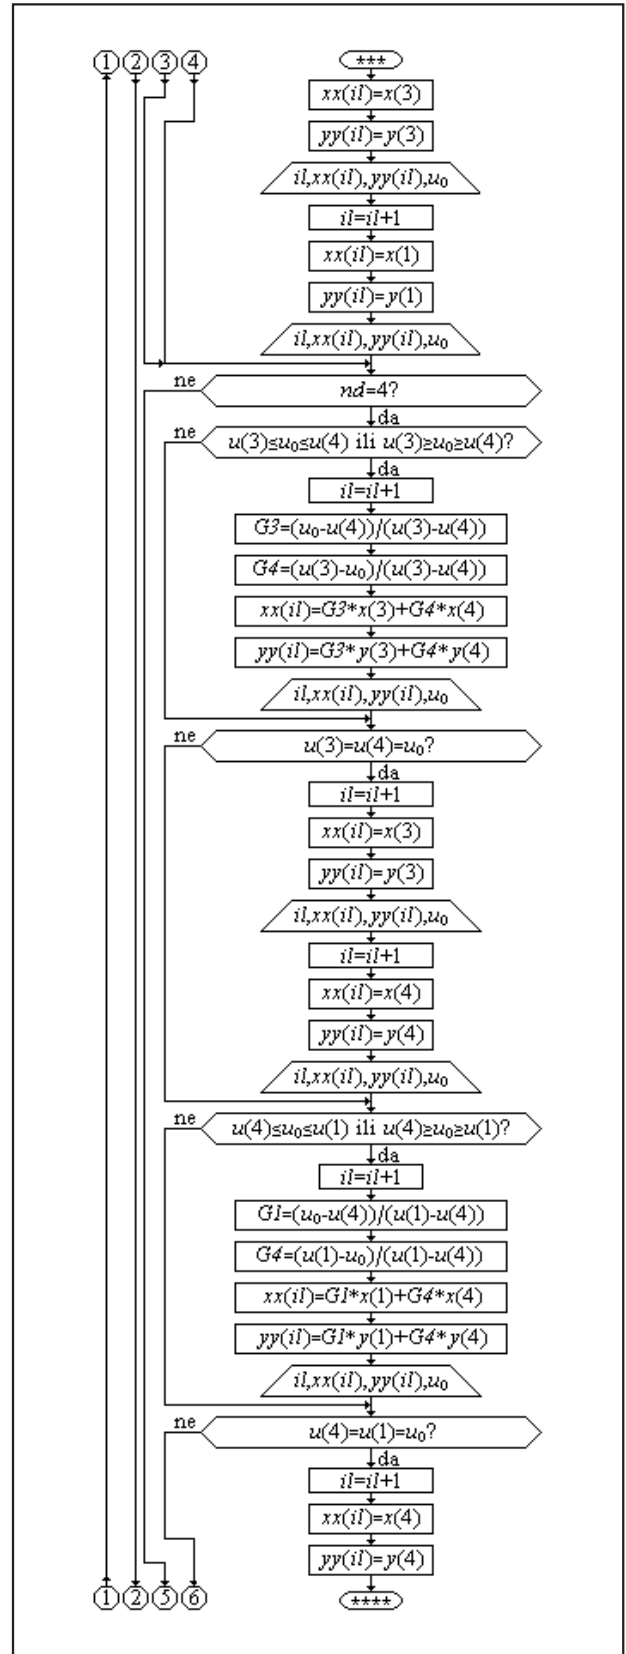 1 2 3 4 ***
xx(il)=x(3)
yy(il)=y(3)
il,xx(il),yy(il),u₀
il=il+1
xx(il)=x(1)
yy(il)=y(1)
il,xx(il),yy(il),u₀
ne
nd=4?
da
ne
u(3)≤u₀≤u(4) ili u(3)≥u₀≥u(4)?
da
il=il+1
G3=(u₀-u(4))/(u(3)-u(4))
G4=(u(3)-u₀)/(u(3)-u(4))
xx(il)=G3*x(3)+G4*x(4)
yy(il)=G3*y(3)+G4*y(4)
il,xx(il),yy(il),u₀
ne
u(3)=u(4)=u₀?
da
il=il+1
xx(il)=x(3)
yy(il)=y(3)
il,xx(il),yy(il),u₀
il=il+1
xx(il)=x(4)
yy(il)=y(4)
il,xx(il),yy(il),u₀
ne
u(4)≤u₀≤u(1) ili u(4)≥u₀≥u(1)?
da
il=il+1
G1=(u₀-u(4))/(u(1)-u(4))
G4=(u(1)-u₀)/(u(1)-u(4))
xx(il)=G1*x(1)+G4*x(4)
yy(il)=G1*y(1)+G4*y(4)
il,xx(il),yy(il),u₀
ne
u(4)=u(1)=u₀?
da
il=il+1
xx(il)=x(4)
yy(il)=y(4)
1 2 5 6 ****